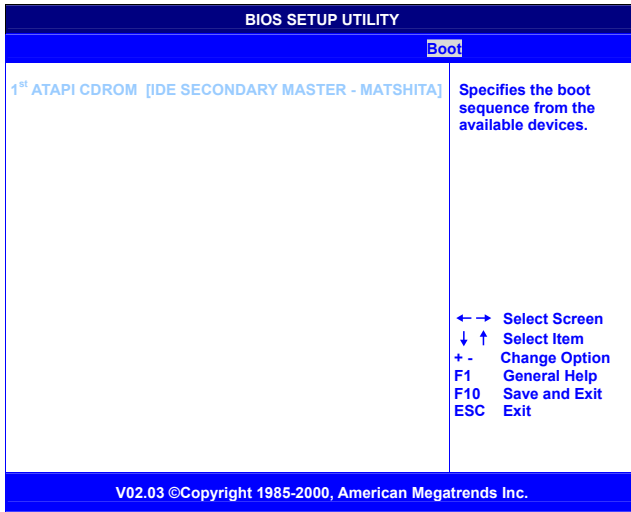 BIOS SETUP UTILITY
Boot
1st ATAPI CDROM [IDE SECONDARY MASTER - MATSHITA]
Specifies the boot
sequence from the
available devices.
← → Select Screen
↓ ↑ Select Item
+ - Change Option
F1 General Help
F10 Save and Exit
ESC Exit
V02.03 ©Copyright 1985-2000, American Megatrends Inc.